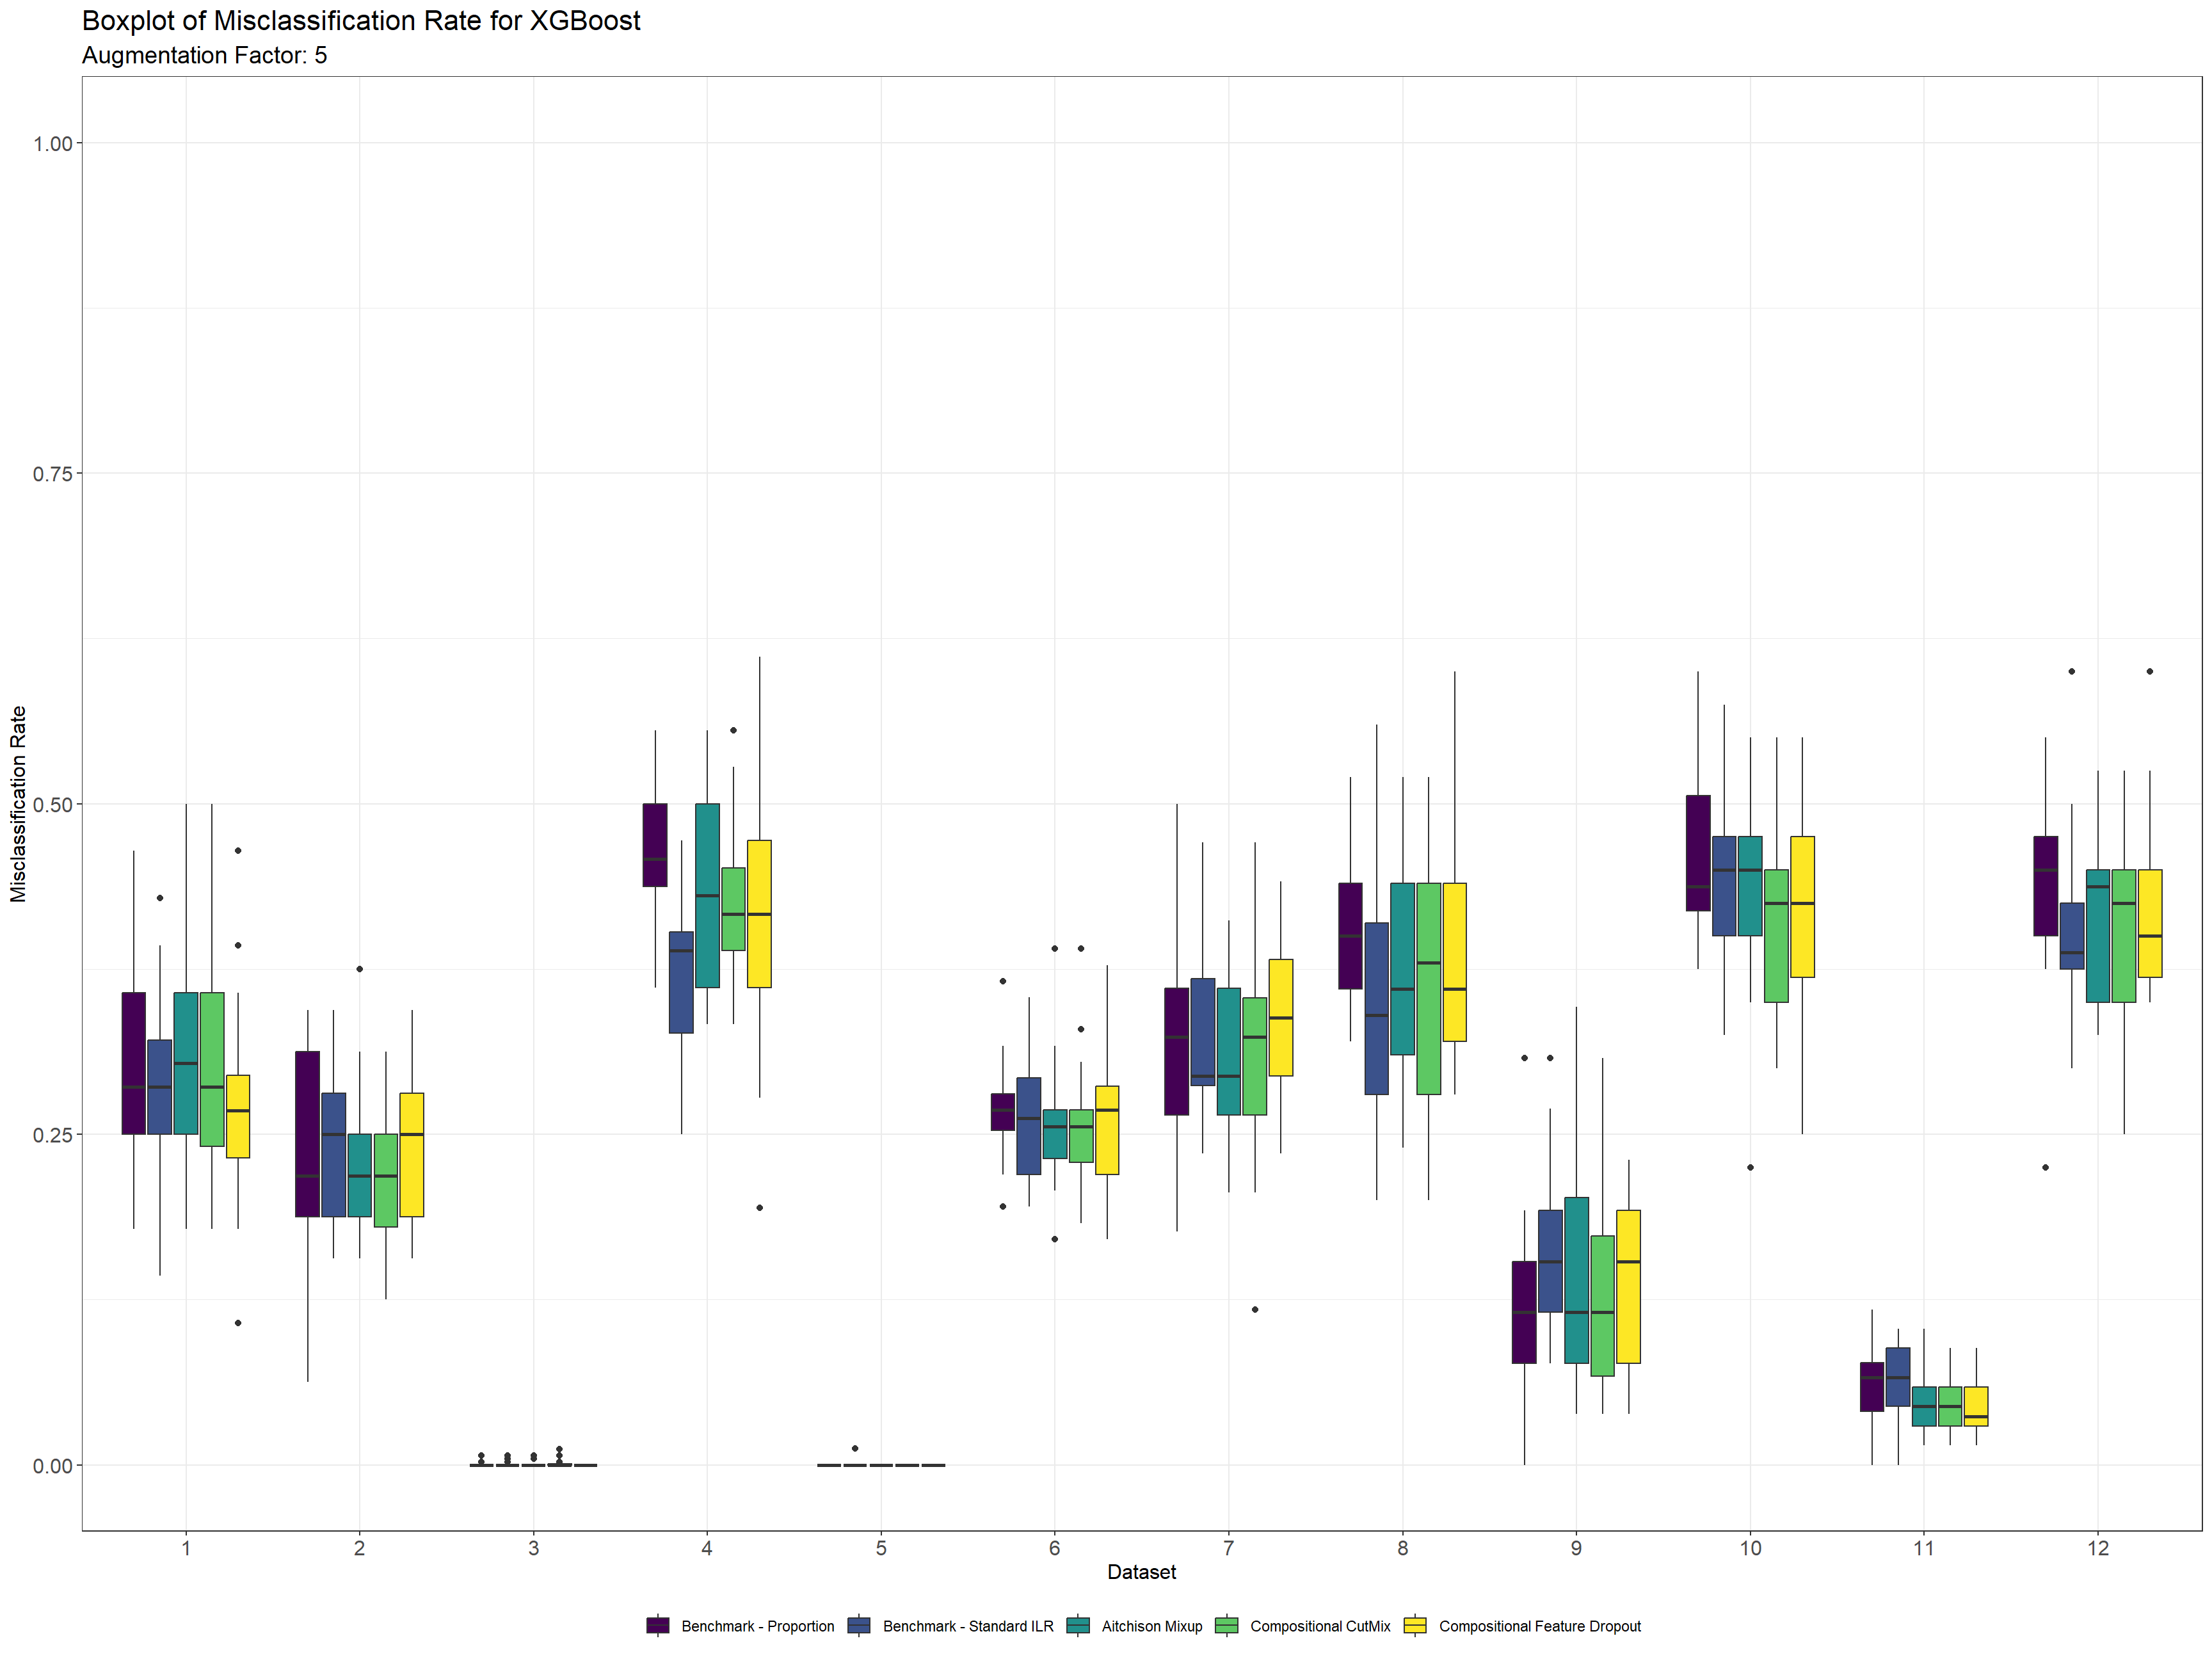 Boxplot of Misclassification Rate for XGBoost
Augmentation Factor: 5
1.00
0.75
0.50
0.25
0.00
Misclassification Rate
1 2 3 4 5 6 7 8 9 10 11 12
Dataset
Benchmark - Proportion Benchmark - Standard ILR Aitchison Mixup Compositional CutMix Compositional Feature Dropout